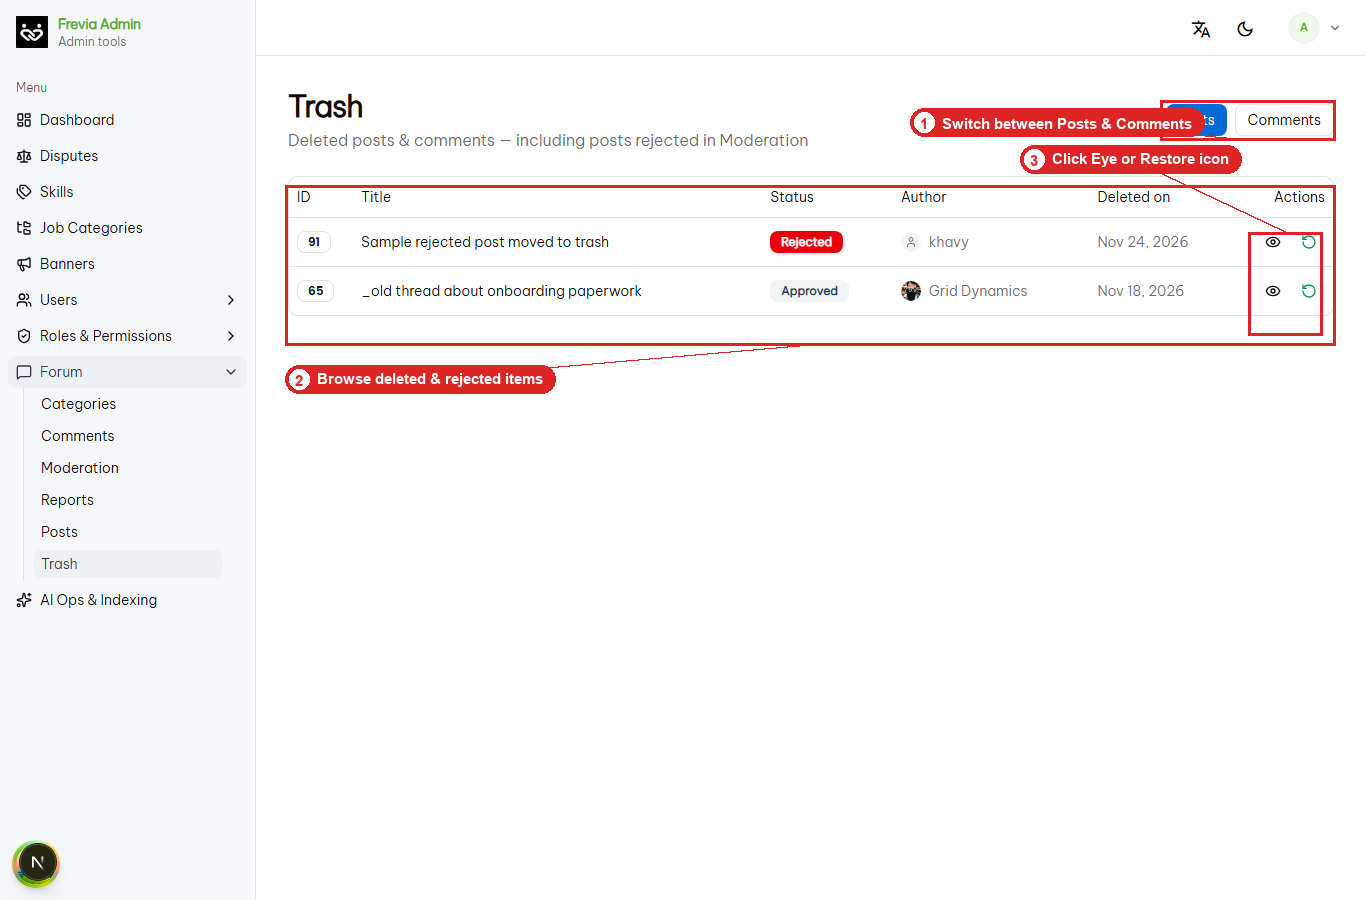 Frevia Admin
Admin tools
Menu
Dashboard
Disputes
Skills
Job Categories
Banners
Users
Roles & Permissions
Forum
Categories
Comments
Moderation
Reports
Posts
Trash
AI Ops & Indexing
N
A
Trash
Deleted posts & comments — including posts rejected in Moderation
1 Switch between Posts & Comments
Comments
3 Click Eye or Restore icon
ID Title Status Author Deleted on Actions
91 Sample rejected post moved to trash Rejected khavy Nov 24, 2026
65 _old thread about onboarding paperwork Approved Grid Dynamics Nov 18, 2026
2 Browse deleted & rejected items